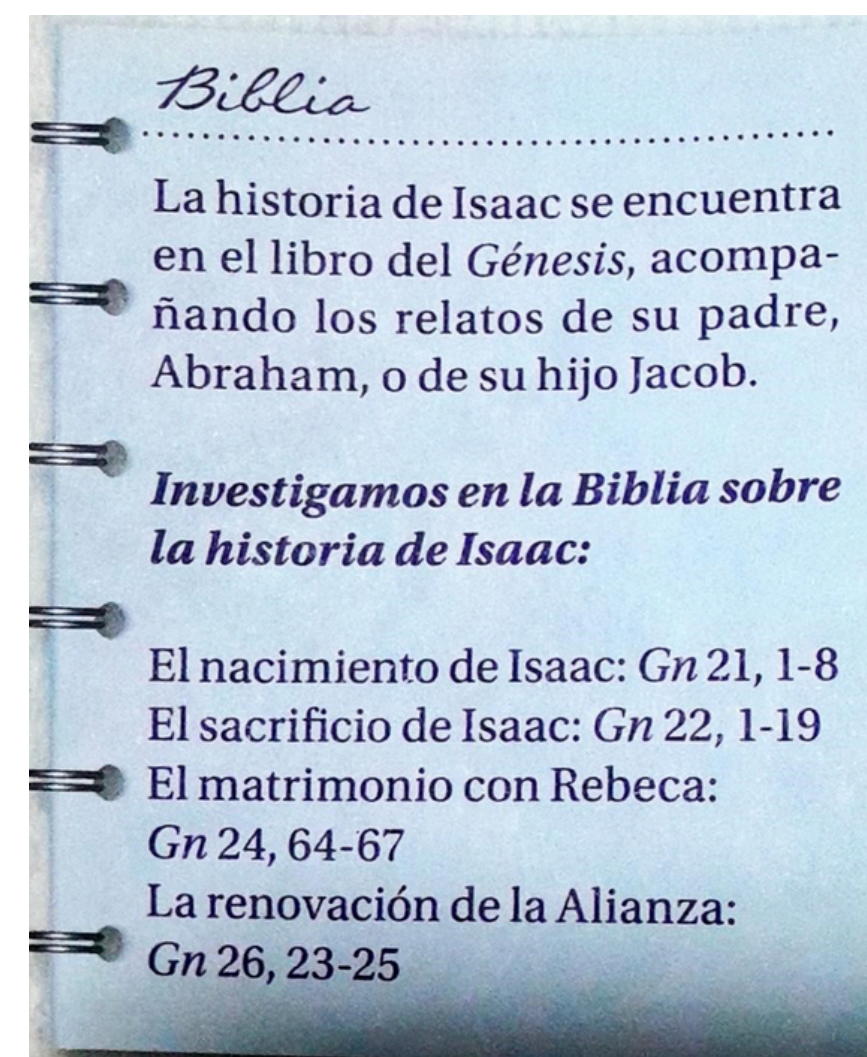 Biblia
La historia de Isaac se encuentra
en el libro del Génesis, acompa-
ñando los relatos de su padre,
Abraham, o de su hijo Jacob.
Investigamos en la Biblia sobre
la historia de Isaac:
El nacimiento de Isaac: Gn 21, 1-8
El sacrificio de Isaac: Gn 22, 1-19
El matrimonio con Rebeca:
Gn 24, 64-67
La renovación de la Alianza:
Gn 26, 23-25